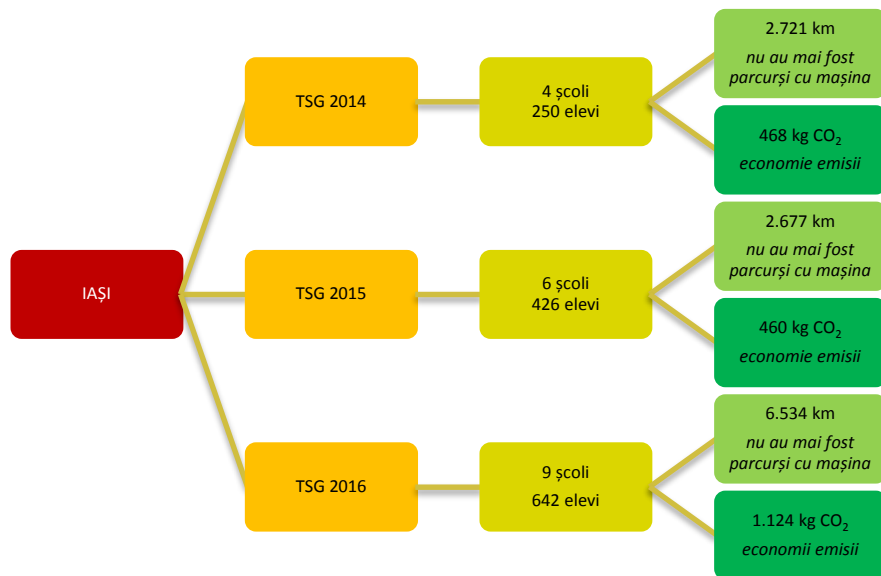 IAȘI
TSG 2014
4 școli
250 elevi
2.721 km
nu au mai fost
parcurși cu mașina
468 kg CO₂
economie emisii
TSG 2015
6 școli
426 elevi
2.677 km
nu au mai fost
parcurși cu mașina
460 kg CO₂
economie emisii
TSG 2016
9 școli
642 elevi
6.534 km
nu au mai fost
parcurși cu mașina
1.124 kg CO₂
economii emisii